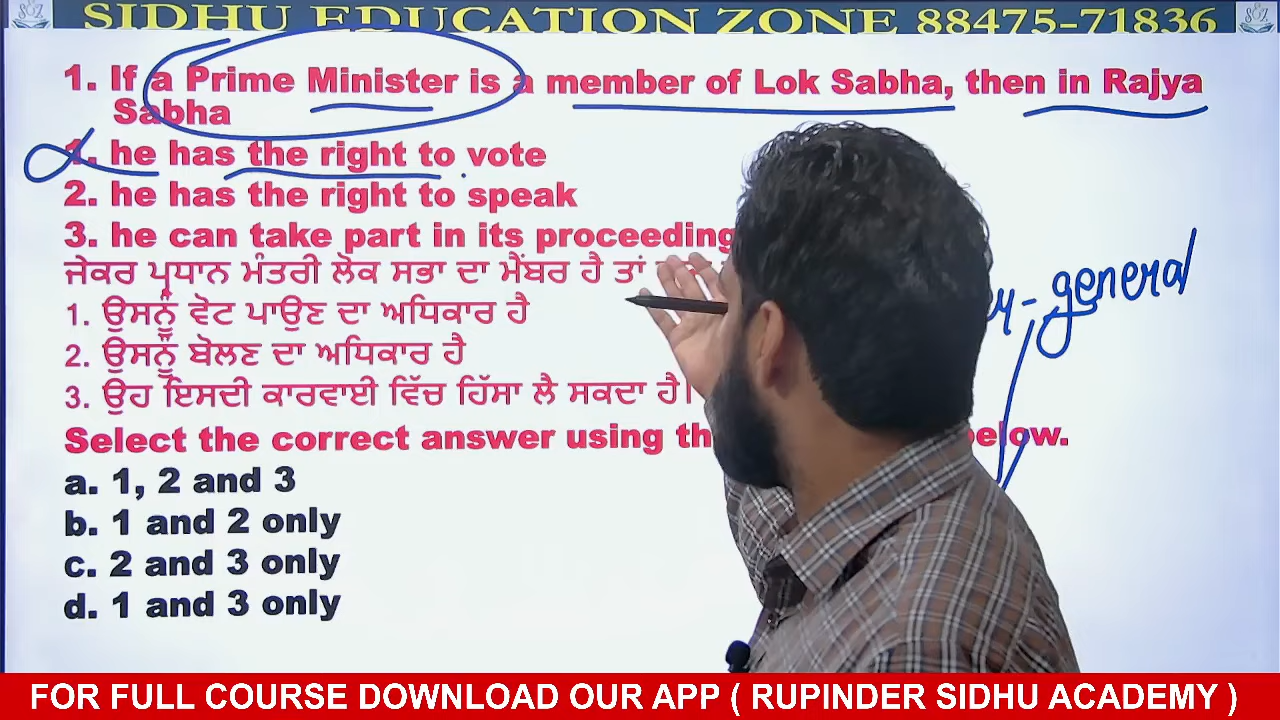 SIDHU EDUCATION ZONE 88475-71836
1. If a Prime Minister is a member of Lok Sabha, then in Rajya
Sabha
1. he has the right to vote
2. he has the right to speak
3. he can take part in its proceeding
ਜੇਕਰ ਪ੍ਰਧਾਨ ਮੰਤਰੀ ਲੋਕ ਸਭਾ ਦਾ ਮੈਂਬਰ ਹੈ ਤਾਂ
general
1. ਉਸਨੂੰ ਵੋਟ ਪਾਉਣ ਦਾ ਅਧਿਕਾਰ ਹੈ
2. ਉਸਨੂੰ ਬੋਲਣ ਦਾ ਅਧਿਕਾਰ ਹੈ
3. ਉਹ ਇਸਦੀ ਕਾਰਵਾਈ ਵਿੱਚ ਹਿੱਸਾ ਲੈ ਸਕਦਾ ਹੈ।
Select the correct answer using below.
a. 1, 2 and 3
b. 1 and 2 only
c. 2 and 3 only
d. 1 and 3 only
FOR FULL COURSE DOWNLOAD OUR APP ( RUPINDER SIDHU ACADEMY )